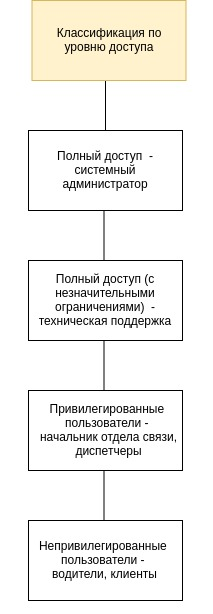 Классификация по
уровню доступа
Полный доступ -
системный
администратор
Полный доступ (с
незначительными
ограничениями) -
техническая поддержка
Привилегированные
пользователи -
начальник отдела связи,
диспетчеры
Непривилегированные
пользователи -
водители, клиенты